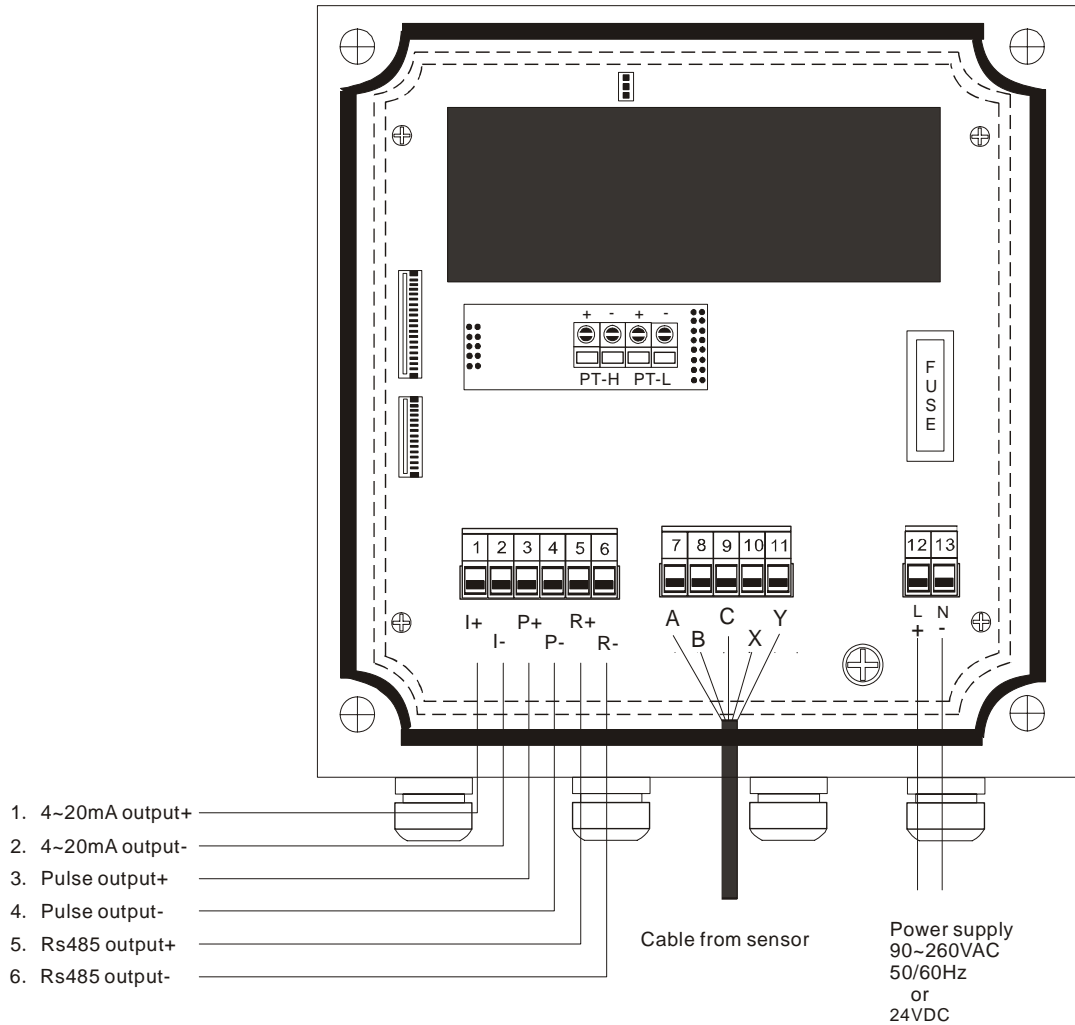 + - + -
PT-H PT-L
FUSE
1 2 3 4 5 6
7 8 9 10 11
12 13
I+ P+ R+
I- P- R-
A C Y
B X
L N
+ -
1. 4~20mA output+
2. 4~20mA output-
3. Pulse output+
4. Pulse output-
5. Rs485 output+
6. Rs485 output-
Cable from sensor
Power supply
90~260VAC
50/60Hz
or
24VDC